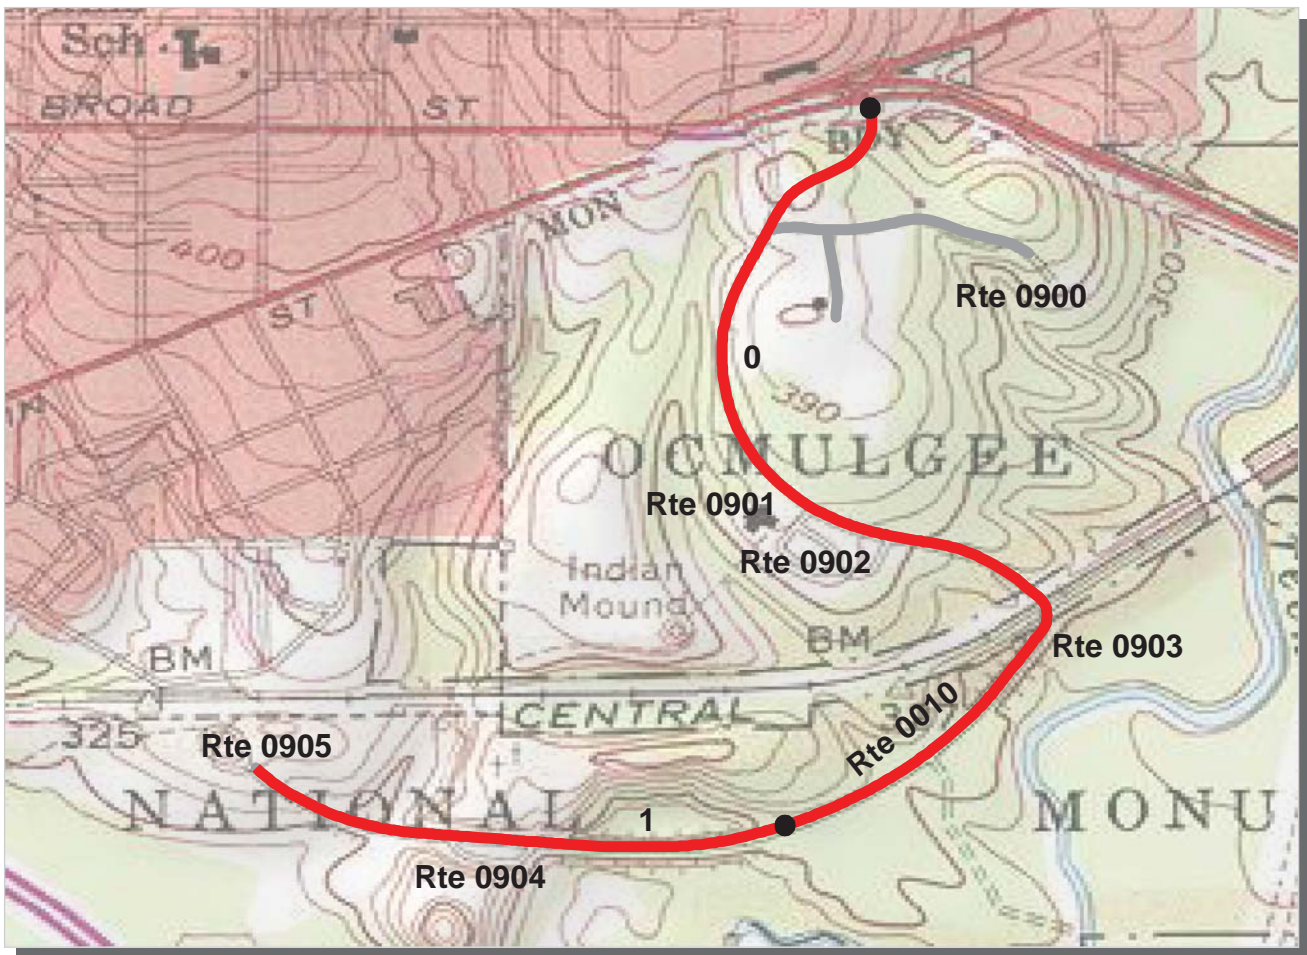 Sch
BROAD ST
BDY
MON
400
ST
300
Rte 0900
0
390
OCMULGEE
Rte 0901
Rte 0902
Indian
Mound
BM
BM
Rte 0903
CENTRAL
Rte 0010
325
Rte 0905
NATIONAL
1
MONU
Rte 0904